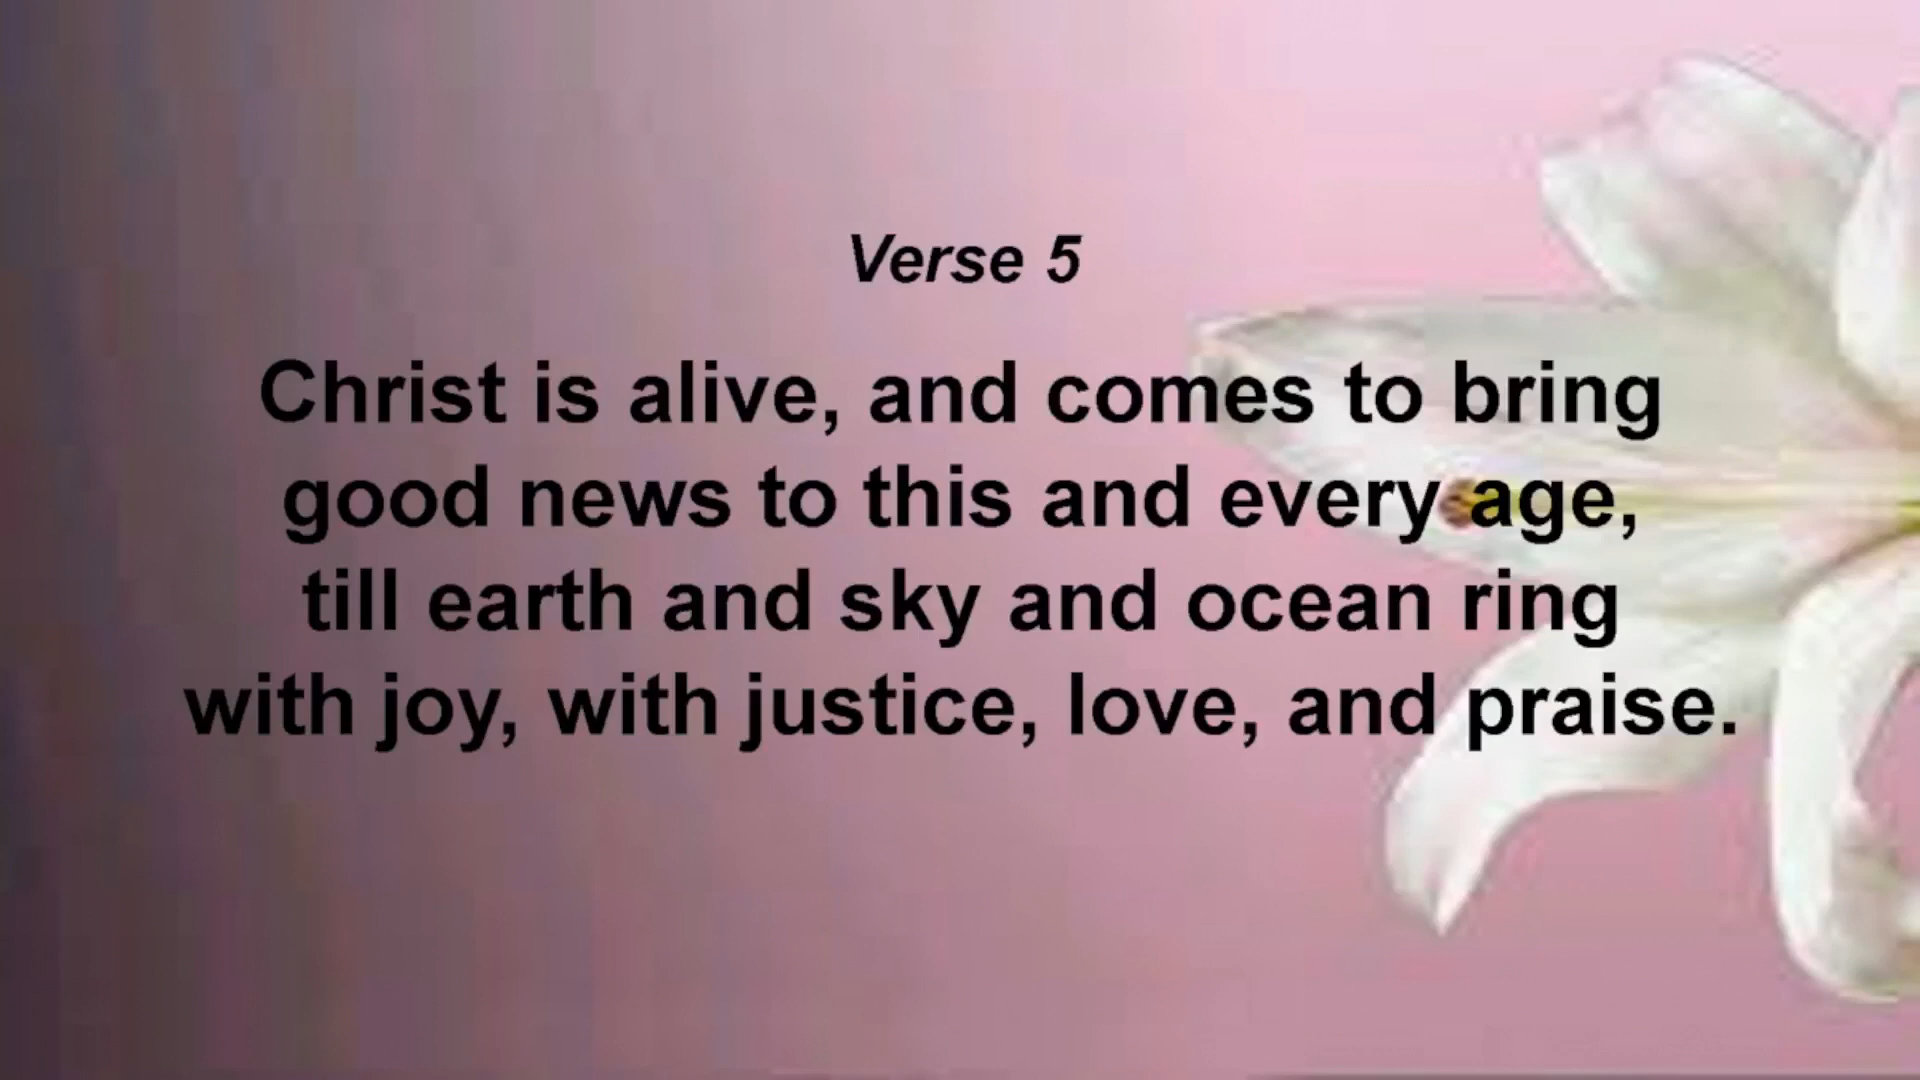 Verse 5
Christ is alive, and comes to bring
good news to this and every age,
till earth and sky and ocean ring
with joy, with justice, love, and praise.